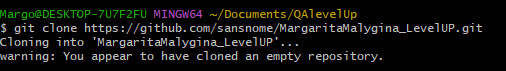 Margo@DESKTOP-7U7F2FU MINGW64 ~/Documents/QAlevelUp
$ git clone https://github.com/sansnome/MargaritaMalygina_LevelUP.git
Cloning into 'MargaritaMalygina_LevelUP'...
warning: You appear to have cloned an empty repository.